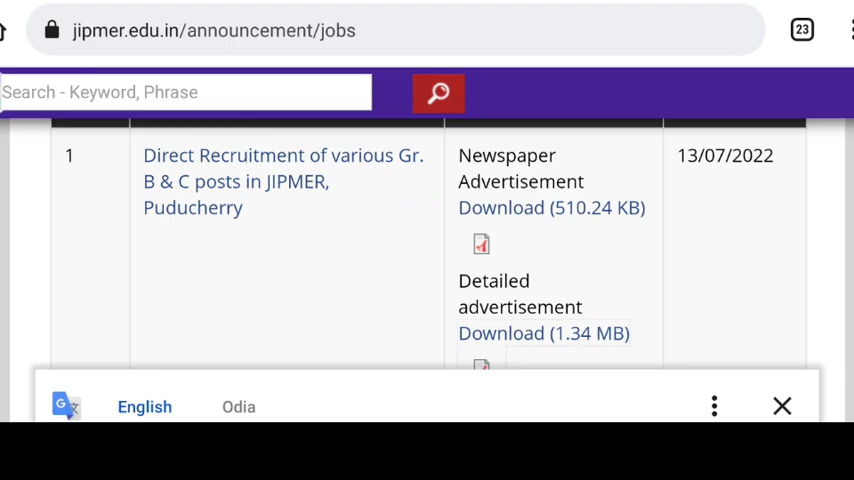 jipmer.edu.in/announcement/jobs
23
Search - Keyword, Phrase
1
Direct Recruitment of various Gr.
B & C posts in JIPMER,
Puducherry
Newspaper
Advertisement
Download (510.24 KB)
Detailed
advertisement
Download (1.34 MB)
13/07/2022
G 文
English
Odia